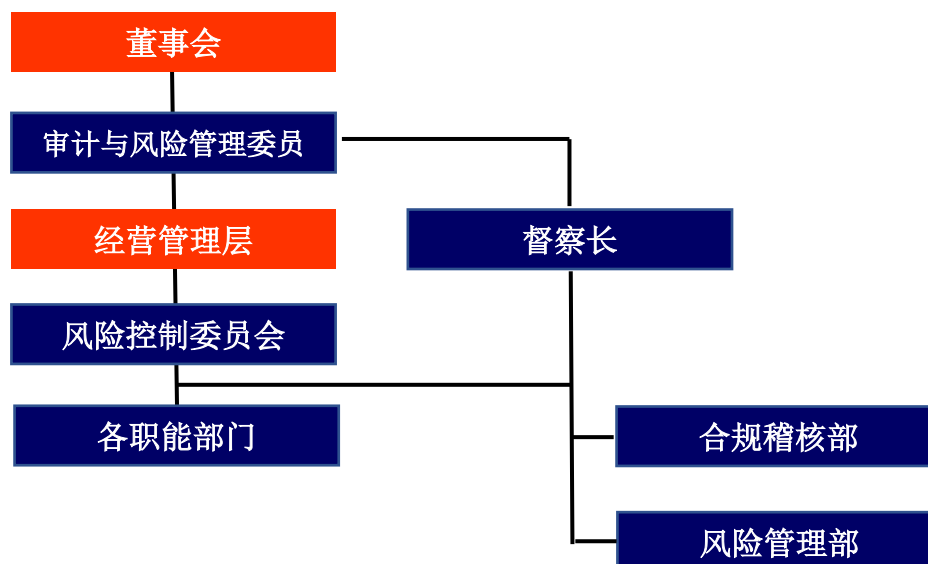 董事会
审计与风险管理委员
经营管理层
督察长
风险控制委员会
各职能部门
合规稽核部
风险管理部